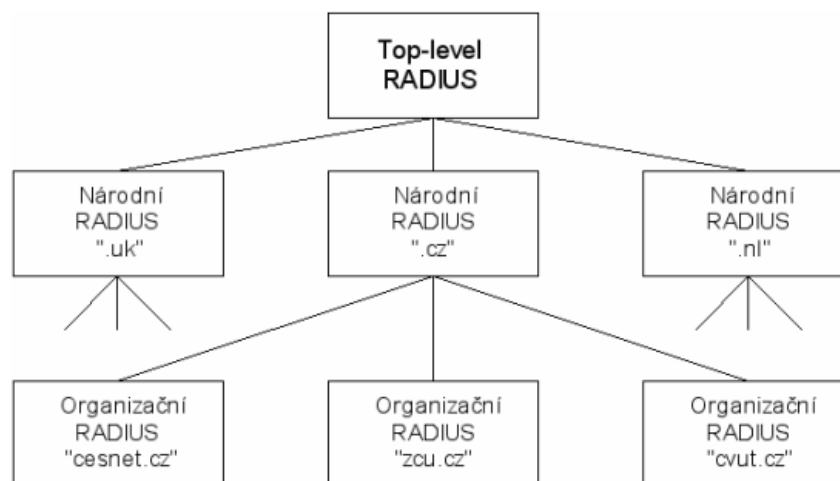 Top-level
RADIUS
Národní
RADIUS
".uk"
Národní
RADIUS
".cz"
Národní
RADIUS
".nl"
Organizační
RADIUS
"cesnet.cz"
Organizační
RADIUS
"zcu.cz"
Organizační
RADIUS
"cvut.cz"